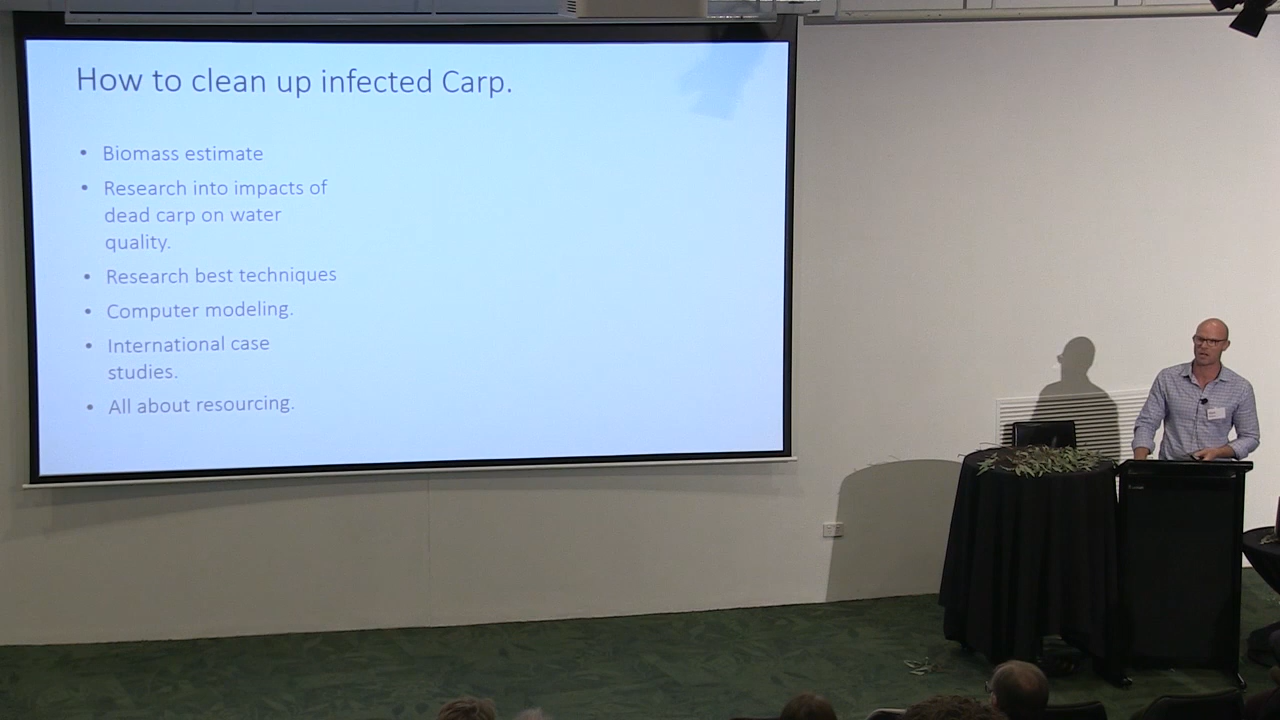 How to clean up infected Carp.
• Biomass estimate
• Research into impacts of
dead carp on water
quality.
• Research best techniques
• Computer modeling.
• International case
studies.
• All about resourcing.